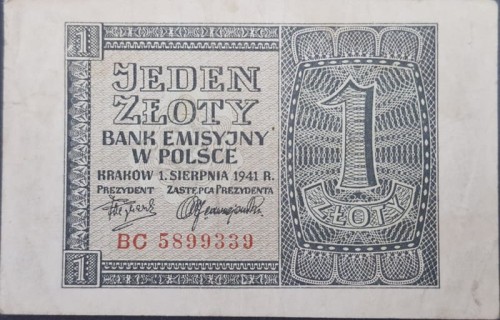 1
JEDEN
ZŁOTY
BANK EMISYJNY
W POLSCE
KRAKÓW 1. SIERPNIA 1941 R.
PREZYDENT ZASTĘPCA PREZYDENTA
BC 5899339
1
1
ZŁOTY